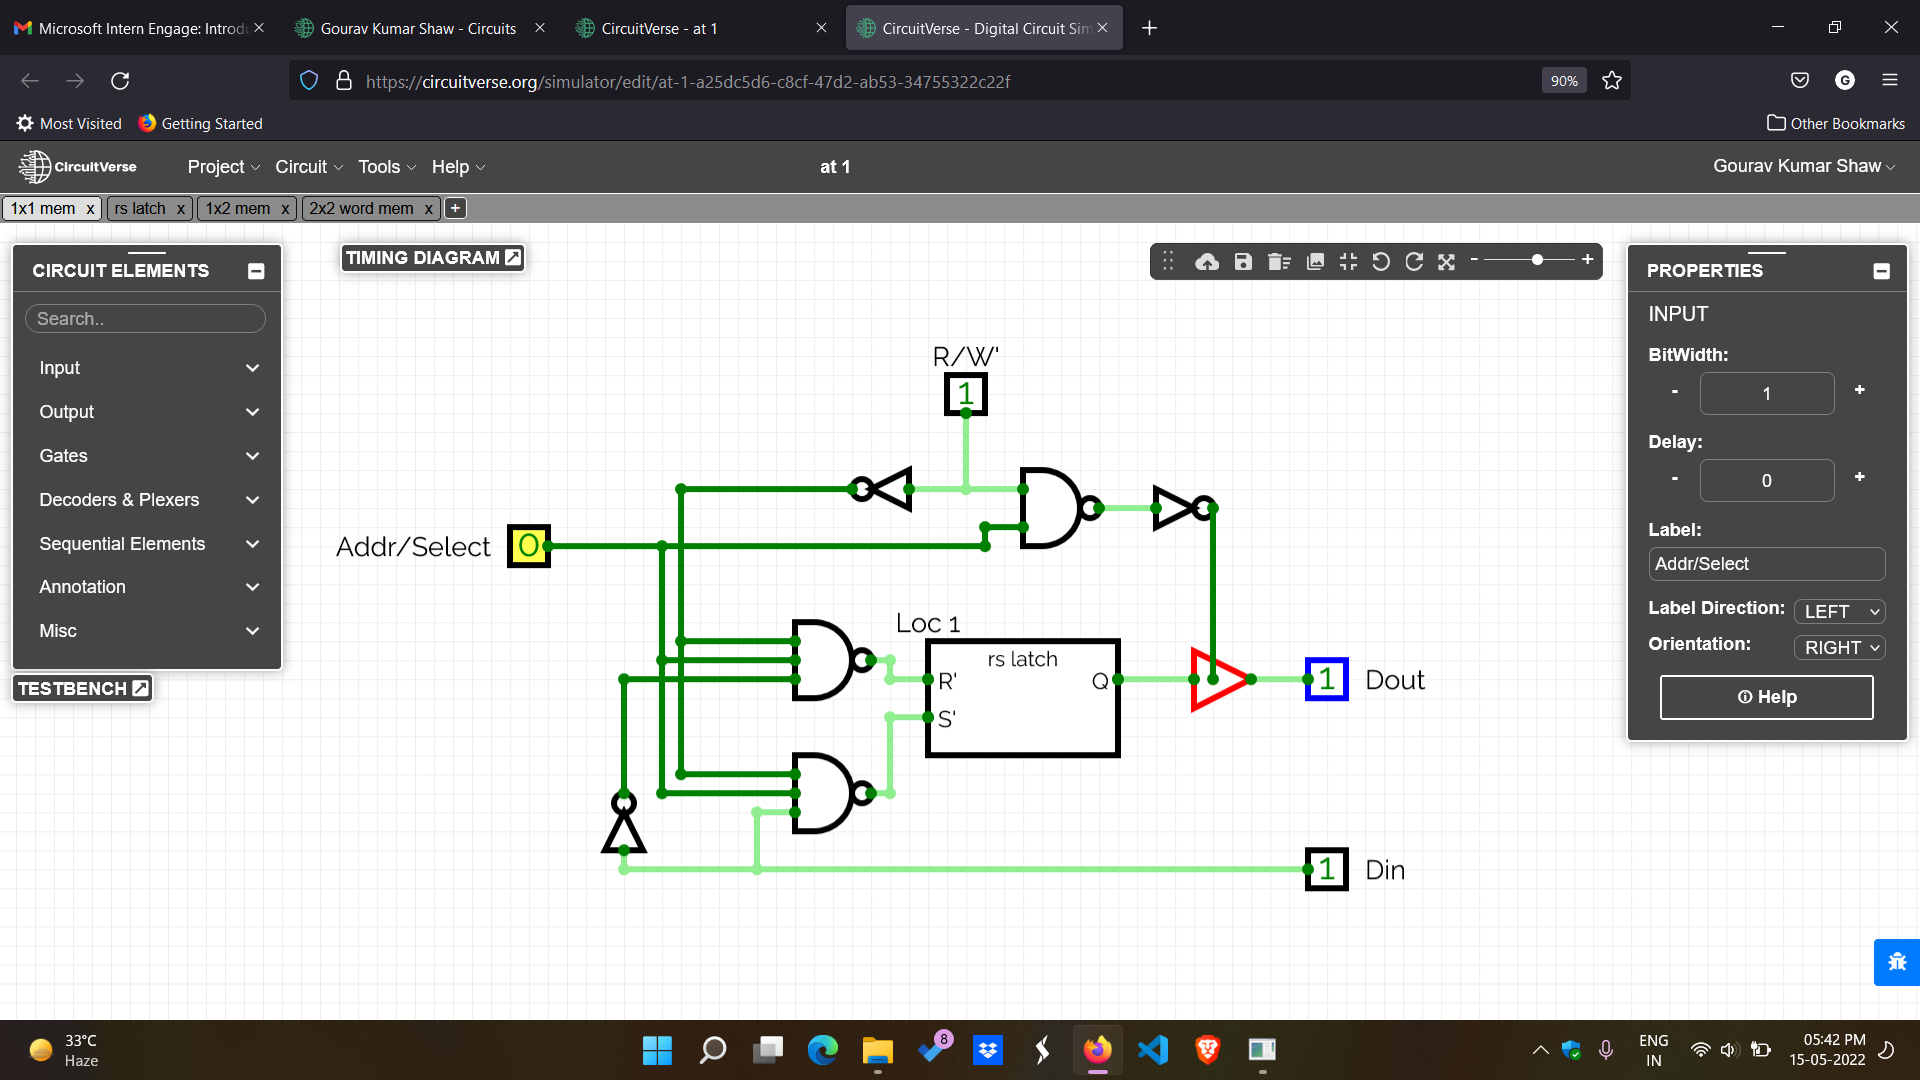 Microsoft Intern Engage: Introdu
Gourav Kumar Shaw - Circuits
CircuitVerse - at 1
CircuitVerse - Digital Circuit Sim
https://circuitverse.org/simulator/edit/at-1-a25dc5d6-c8cf-47d2-ab53-34755322c22f
90%
G
Most Visited
Getting Started
Other Bookmarks
CircuitVerse
Project
Circuit
Tools
Help
at 1
Gourav Kumar Shaw
1x1 mem x
rs latch x
1x2 mem x
2x2 word mem x
+
CIRCUIT ELEMENTS
Search..
Input
Output
Gates
Decoders & Plexers
Sequential Elements
Annotation
Misc
TESTBENCH
TIMING DIAGRAM
- +
R/W'
1
Addr/Select
0
Loc 1
rs latch
R'
Q
S'
1
Dout
1
Din
PROPERTIES
INPUT
BitWidth:
- 1 +
Delay:
- 0 +
Label:
Addr/Select
Label Direction: LEFT
Orientation: RIGHT
Help
33°C
Haze
8
ENG
IN
05:42 PM
15-05-2022